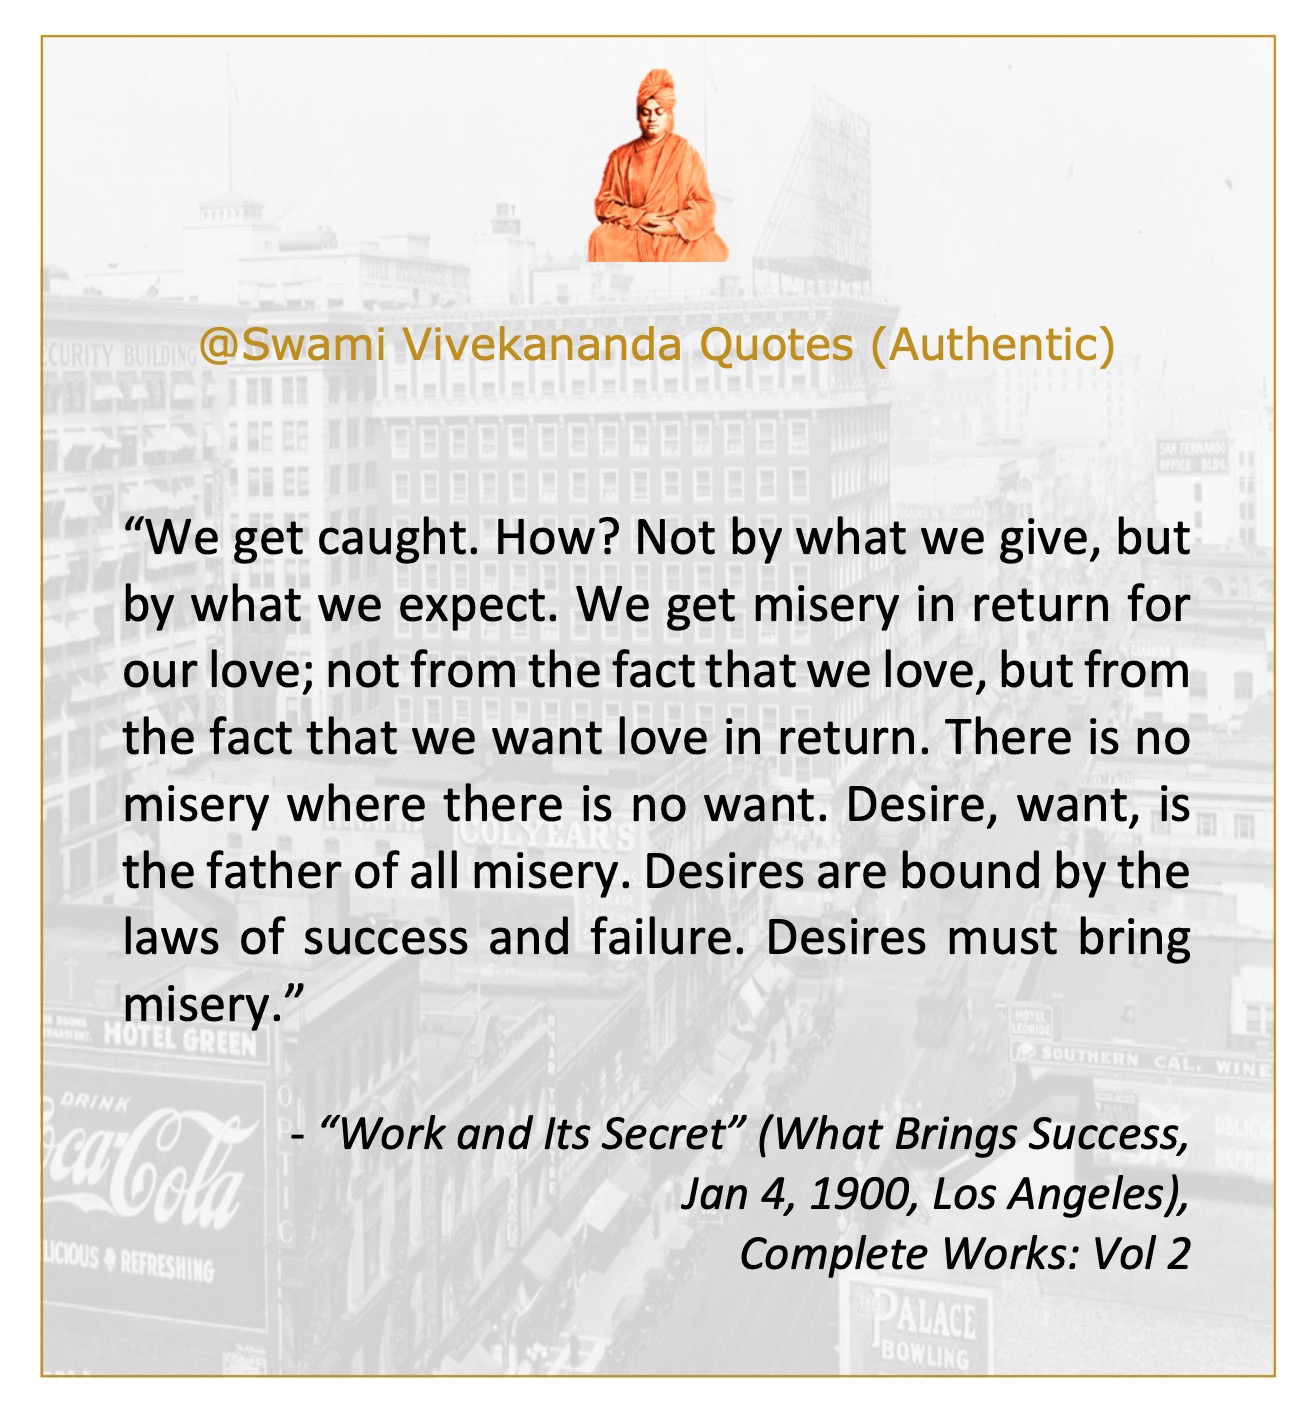 @Swami Vivekananda Quotes (Authentic)
CURITY BUILDING
SAN FERNANDO
OFFICE BLDG.
“We get caught. How? Not by what we give, but
by what we expect. We get misery in return for
our love; not from the fact that we love, but from
the fact that we want love in return. There is no
misery where there is no want. Desire, want, is
the father of all misery. Desires are bound by the
laws of success and failure. Desires must bring
misery.”
COLYEAR'S
STORAGE
HOTEL GREEN
HOTEL
LEONIDE
SOUTHERN CAL. WINE
DRINK
Coca-Cola
LICIOUS & REFRESHING
OPTIC
- “Work and Its Secret” (What Brings Success,
Jan 4, 1900, Los Angeles),
Complete Works: Vol 2
THE
PALACE
BOWLING